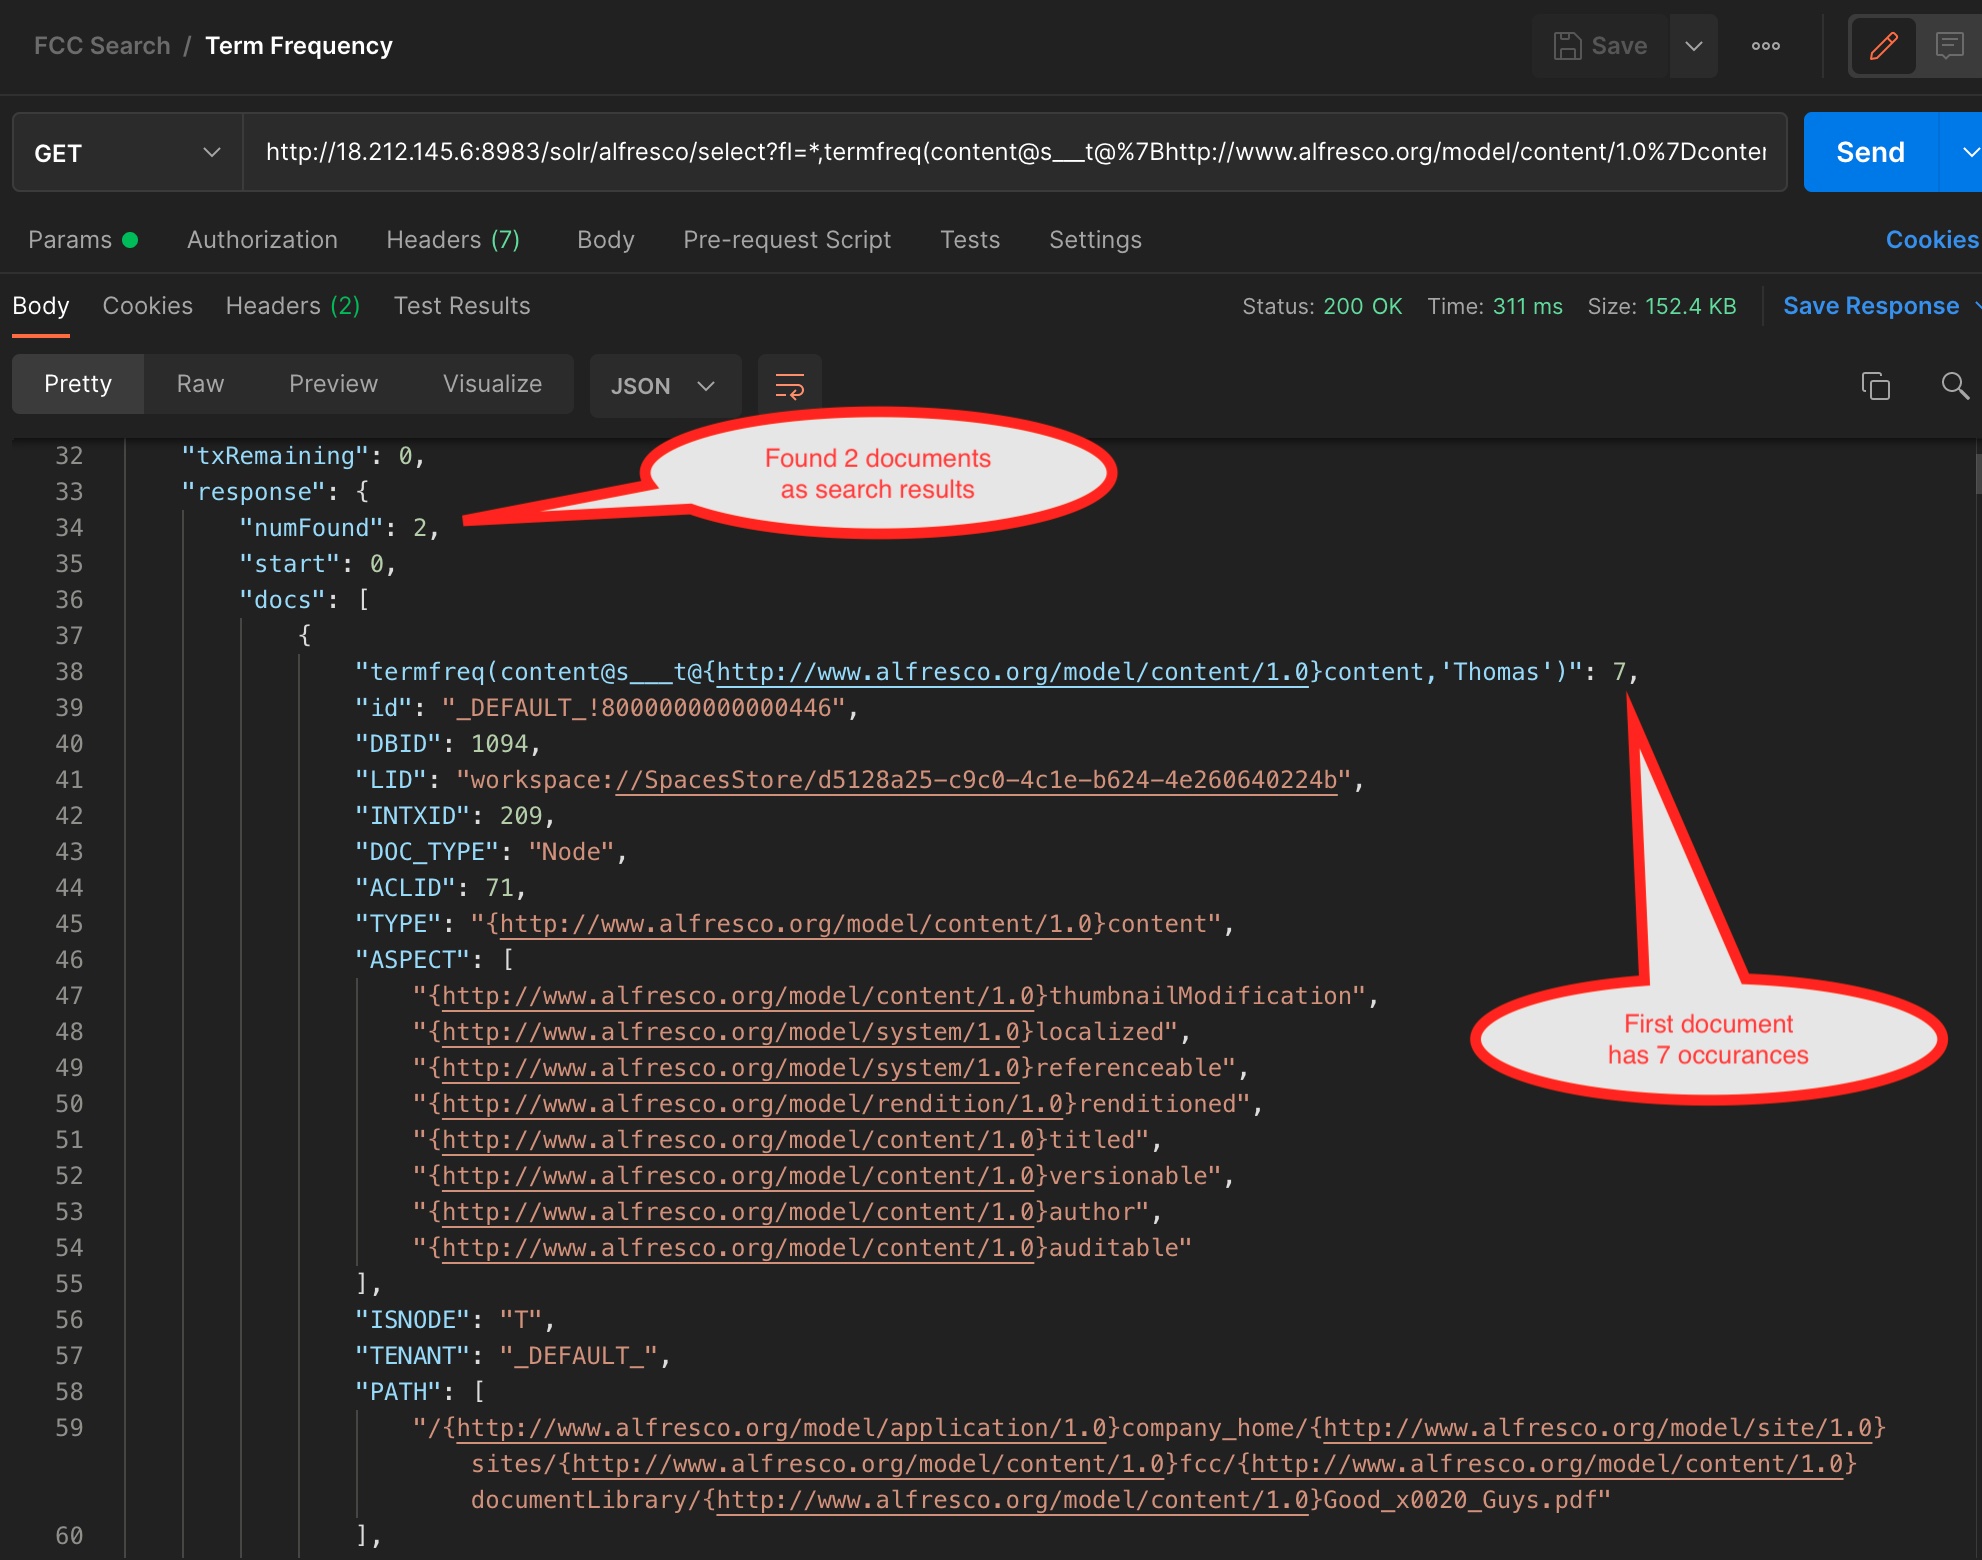 FCC Search / Term Frequency
Save
GET
http://18.212.145.6:8983/solr/alfresco/select?fl=*,termfreq(content@s___t@%7Bhttp://www.alfresco.org/model/content/1.0%7Dconter
Send
Params Authorization Headers (7) Body Pre-request Script Tests Settings Cookies
Body Cookies Headers (2) Test Results Status: 200 OK Time: 311 ms Size: 152.4 KB Save Response
Pretty Raw Preview Visualize JSON
Found 2 documents
as search results
32 "txRemaining": 0,
33 "response": {
34 "numFound": 2,
35 "start": 0,
36 "docs": [
37 {
38 "termfreq(content@s___t@{http://www.alfresco.org/model/content/1.0}content,'Thomas')": 7,
39 "id": "_DEFAULT_!8000000000000446",
40 "DBID": 1094,
41 "LID": "workspace://SpacesStore/d5128a25-c9c0-4c1e-b624-4e260640224b",
42 "INTXID": 209,
43 "DOC_TYPE": "Node",
44 "ACLID": 71,
45 "TYPE": "{http://www.alfresco.org/model/content/1.0}content",
46 "ASPECT": [
47 "{http://www.alfresco.org/model/content/1.0}thumbnailModification",
48 "{http://www.alfresco.org/model/system/1.0}localized",
49 "{http://www.alfresco.org/model/system/1.0}referenceable",
50 "{http://www.alfresco.org/model/rendition/1.0}renditioned",
51 "{http://www.alfresco.org/model/content/1.0}titled",
52 "{http://www.alfresco.org/model/content/1.0}versionable",
53 "{http://www.alfresco.org/model/content/1.0}author",
54 "{http://www.alfresco.org/model/content/1.0}auditable"
55 ],
First document
has 7 occurances
56 "ISNODE": "T",
57 "TENANT": "_DEFAULT_",
58 "PATH": [
59 "/{http://www.alfresco.org/model/application/1.0}company_home/{http://www.alfresco.org/model/site/1.0}
sites/{http://www.alfresco.org/model/content/1.0}fcc/{http://www.alfresco.org/model/content/1.0}
documentLibrary/{http://www.alfresco.org/model/content/1.0}Good_x0020_Guys.pdf"
60 ],